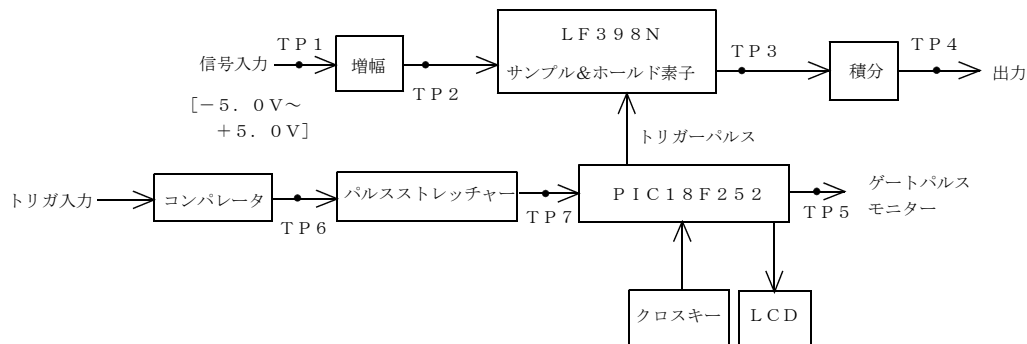 信号入力
[－５．０Ｖ～
＋５．０Ｖ]
ＴＰ１
増幅
ＴＰ２
ＬＦ３９８Ｎ
サンプル＆ホールド素子
ＴＰ３
積分
ＴＰ４
出力
トリガーパルス
トリガ入力
コンパレータ
ＴＰ６
パルスストレッチャー
ＴＰ７
ＰＩＣ１８Ｆ２５２
ＴＰ５
ゲートパルス
モニター
クロスキー
ＬＣＤ